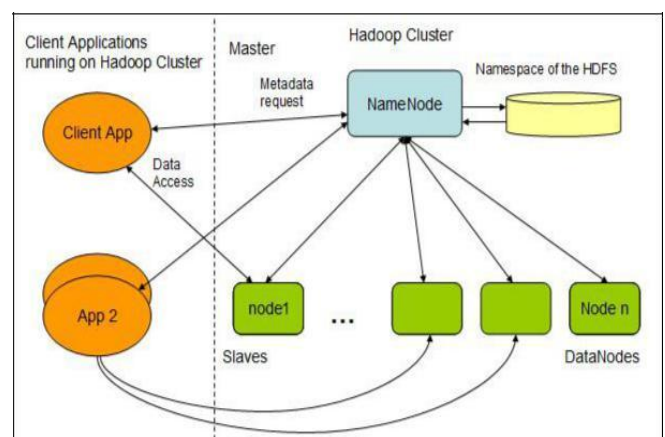 Client Applications
running on Hadoop Cluster
Master
Hadoop Cluster
Metadata
request
NameNode
Namespace of the HDFS
Client App
Data
Access
App 2
node1
...
Node n
Slaves
DataNodes